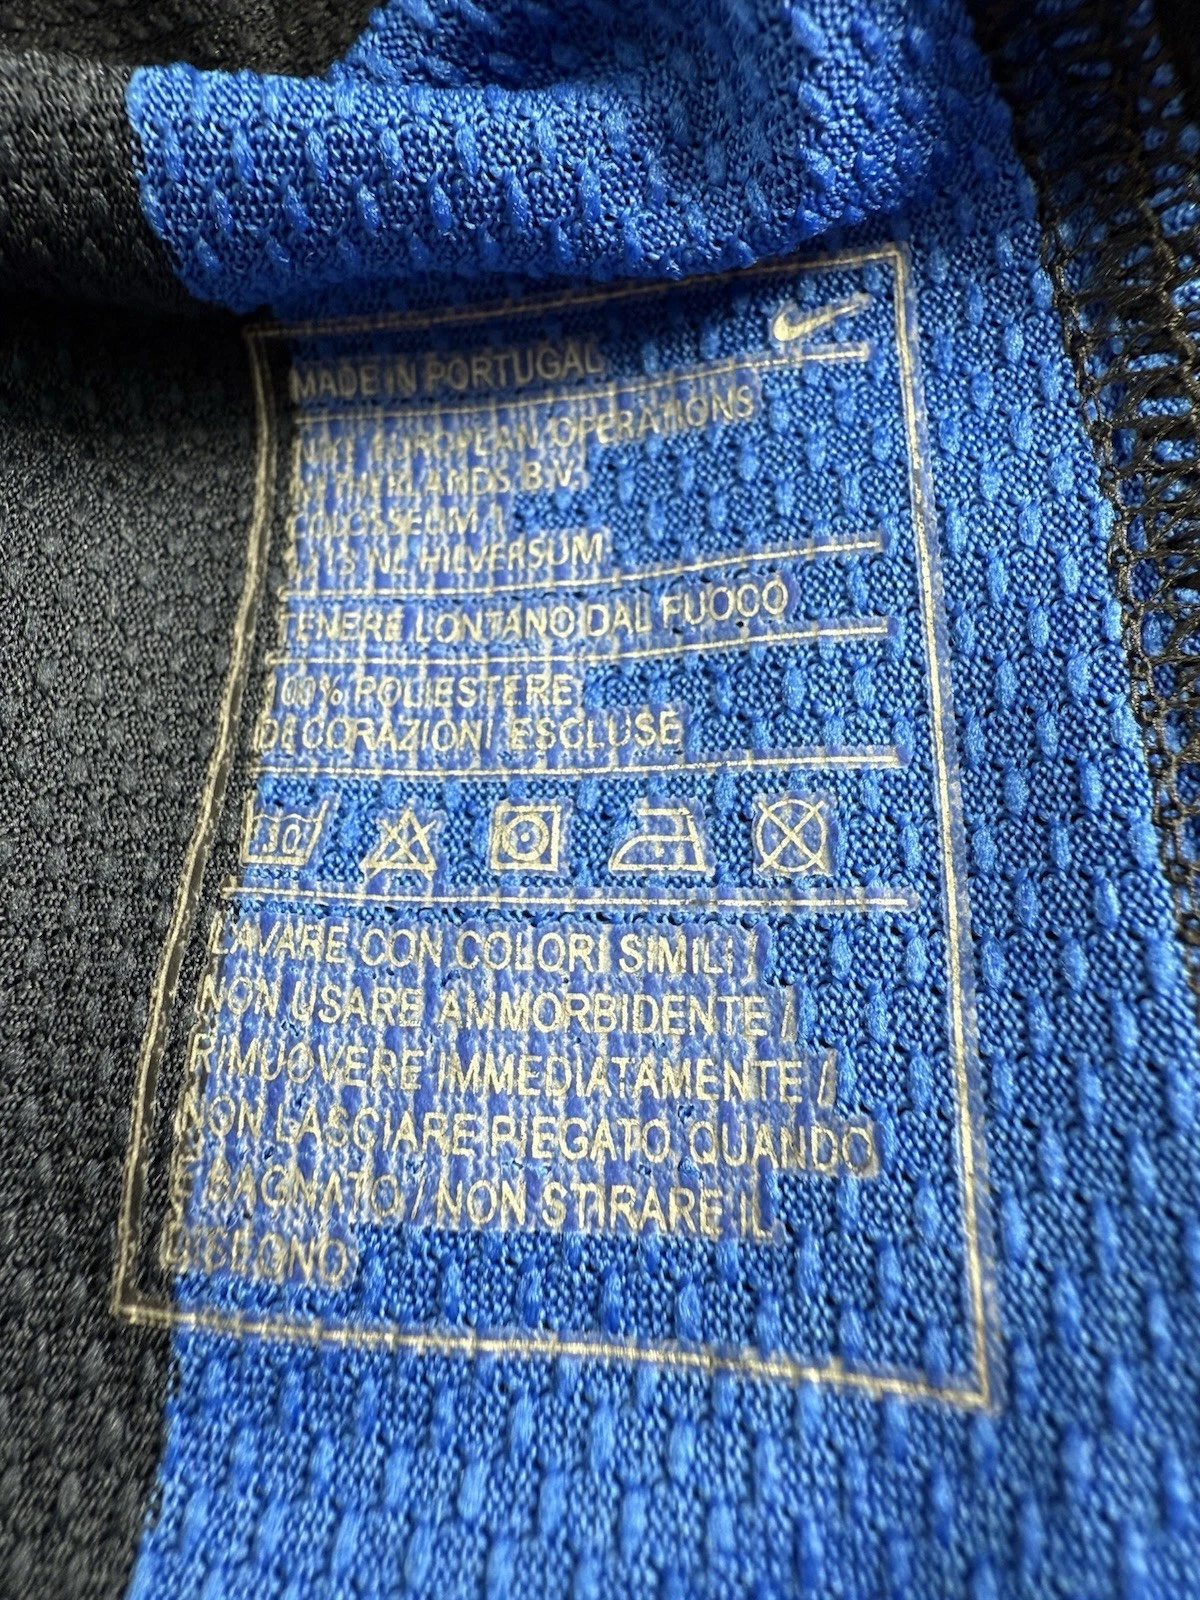 MADE IN PORTUGAL
NIKE EUROPEAN OPERATIONS
NETHERLANDS B.V.
COLOSSEUM 1
NL HILVERSUM
TENERE LONTANO DAL FUOCO
100% POLIESTERE
DECORAZIONI ESCLUSE
30
LAVARE CON COLORI SIMILI /
NON USARE AMMORBIDENTE /
RIMUOVERE IMMEDIATAMENTE /
NON LASCIARE PIEGATO QUANDO
E BAGNATO / NON STIRARE IL
DISEGNO